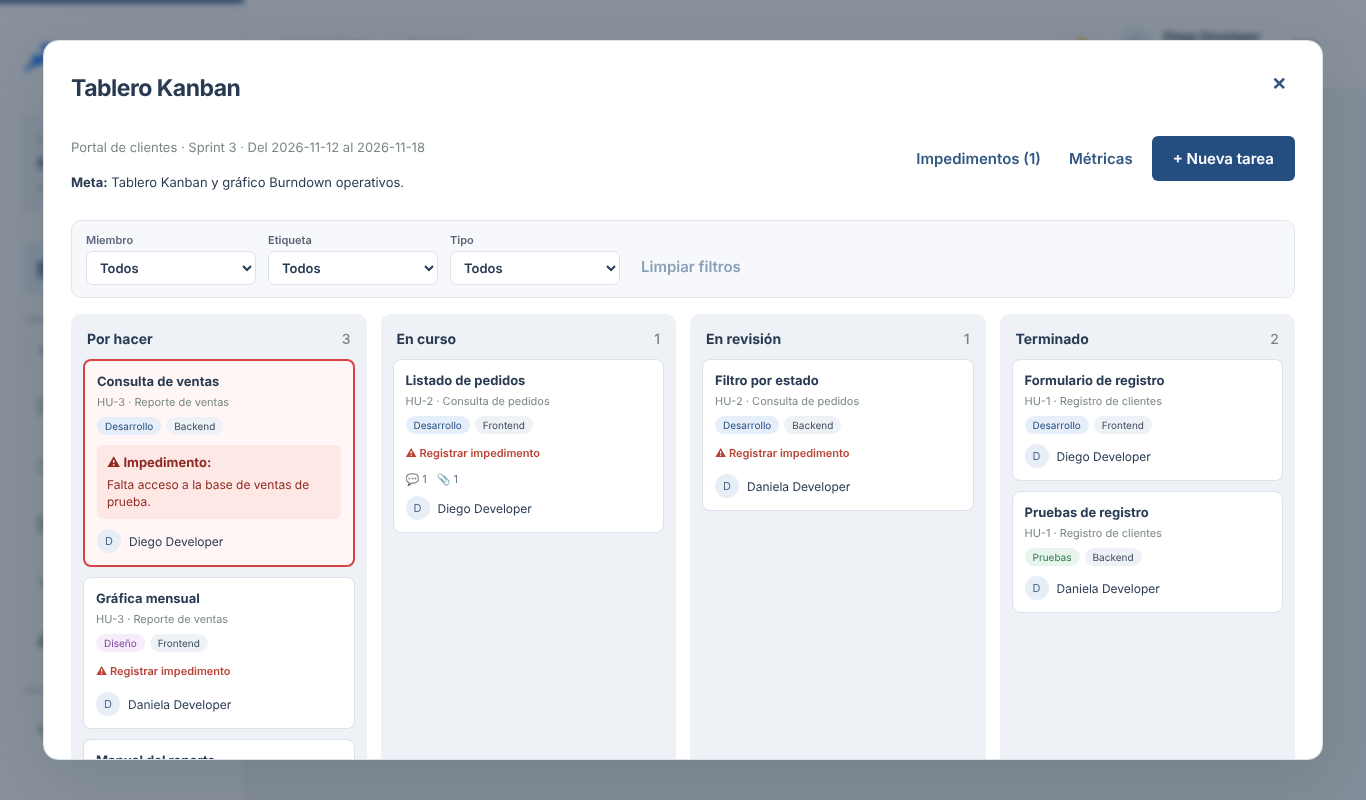 Tablero Kanban
×
Portal de clientes · Sprint 3 · Del 2026-11-12 al 2026-11-18
Meta: Tablero Kanban y gráfico Burndown operativos.
Impedimentos (1)
Métricas
+ Nueva tarea
Miembro
Todos
Etiqueta
Todos
Tipo
Todos
Limpiar filtros
Por hacer 3
Consulta de ventas
HU-3 · Reporte de ventas
Desarrollo Backend
⚠ Impedimento:
Falta acceso a la base de ventas de
prueba.
D Diego Developer
Gráfica mensual
HU-3 · Reporte de ventas
Diseño Frontend
⚠ Registrar impedimento
D Daniela Developer
Manual del reporte
En curso 1
Listado de pedidos
HU-2 · Consulta de pedidos
Desarrollo Frontend
⚠ Registrar impedimento
💬 1 📎 1
D Diego Developer
En revisión 1
Filtro por estado
HU-2 · Consulta de pedidos
Desarrollo Backend
⚠ Registrar impedimento
D Daniela Developer
Terminado 2
Formulario de registro
HU-1 · Registro de clientes
Desarrollo Frontend
D Diego Developer
Pruebas de registro
HU-1 · Registro de clientes
Pruebas Backend
D Daniela Developer